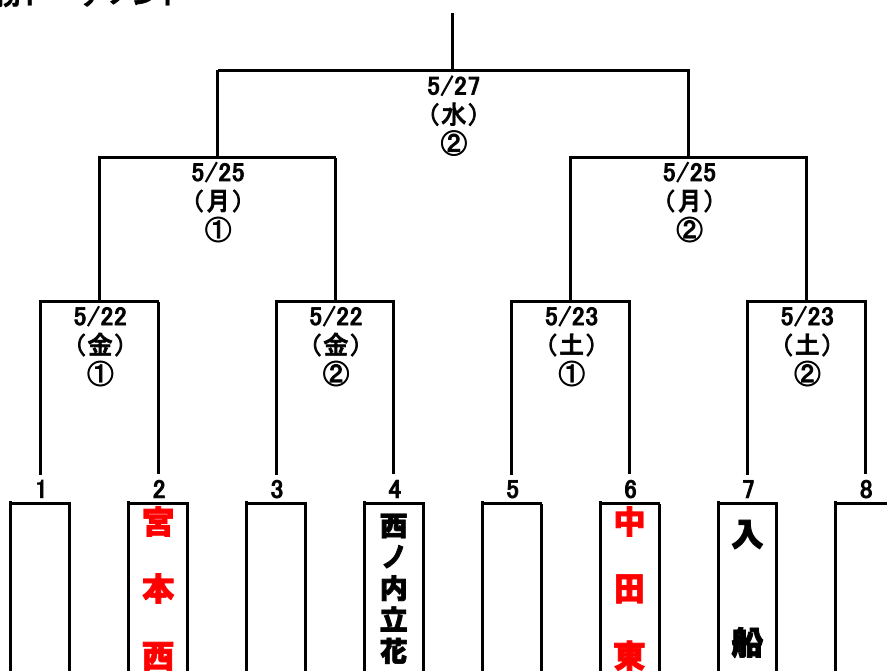 5/27
（水）
②
5/25
（月）
①
5/25
（月）
②
5/22
（金）
①
5/22
（金）
②
5/23
（土）
①
5/23
（土）
②
1 2 3 4 5 6 7 8
宮本西
西ノ内立花
中田東
入船